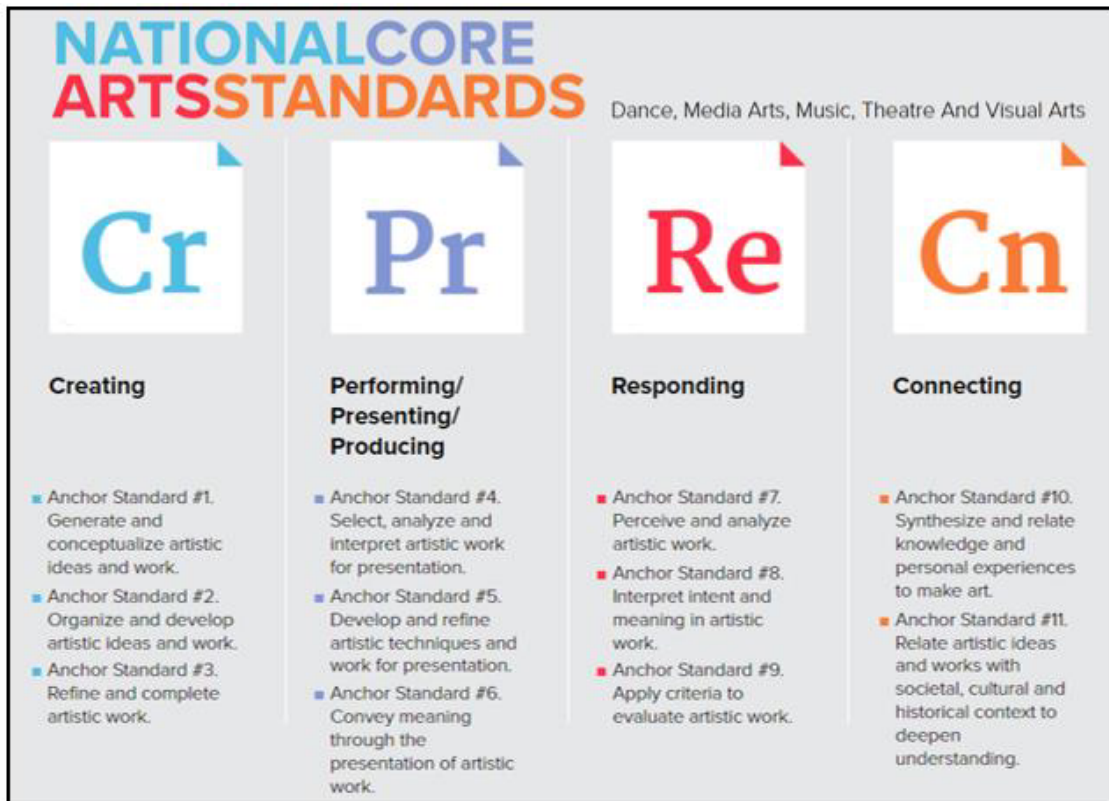 NATIONALCORE
ARTSSTANDARDS
Dance, Media Arts, Music, Theatre And Visual Arts
Cr
Creating
Anchor Standard #1.
Generate and
conceptualize artistic
ideas and work.
Anchor Standard #2.
Organize and develop
artistic ideas and work.
Anchor Standard #3.
Refine and complete
artistic work.
Pr
Performing/
Presenting/
Producing
Anchor Standard #4.
Select, analyze and
interpret artistic work
for presentation.
Anchor Standard #5.
Develop and refine
artistic techniques and
work for presentation.
Anchor Standard #6.
Convey meaning
through the
presentation of artistic
work.
Re
Responding
Anchor Standard #7.
Perceive and analyze
artistic work.
Anchor Standard #8.
Interpret intent and
meaning in artistic
work.
Anchor Standard #9.
Apply criteria to
evaluate artistic work.
Cn
Connecting
Anchor Standard #10.
Synthesize and relate
knowledge and
personal experiences
to make art.
Anchor Standard #11.
Relate artistic ideas
and works with
societal, cultural and
historical context to
deepen
understanding.